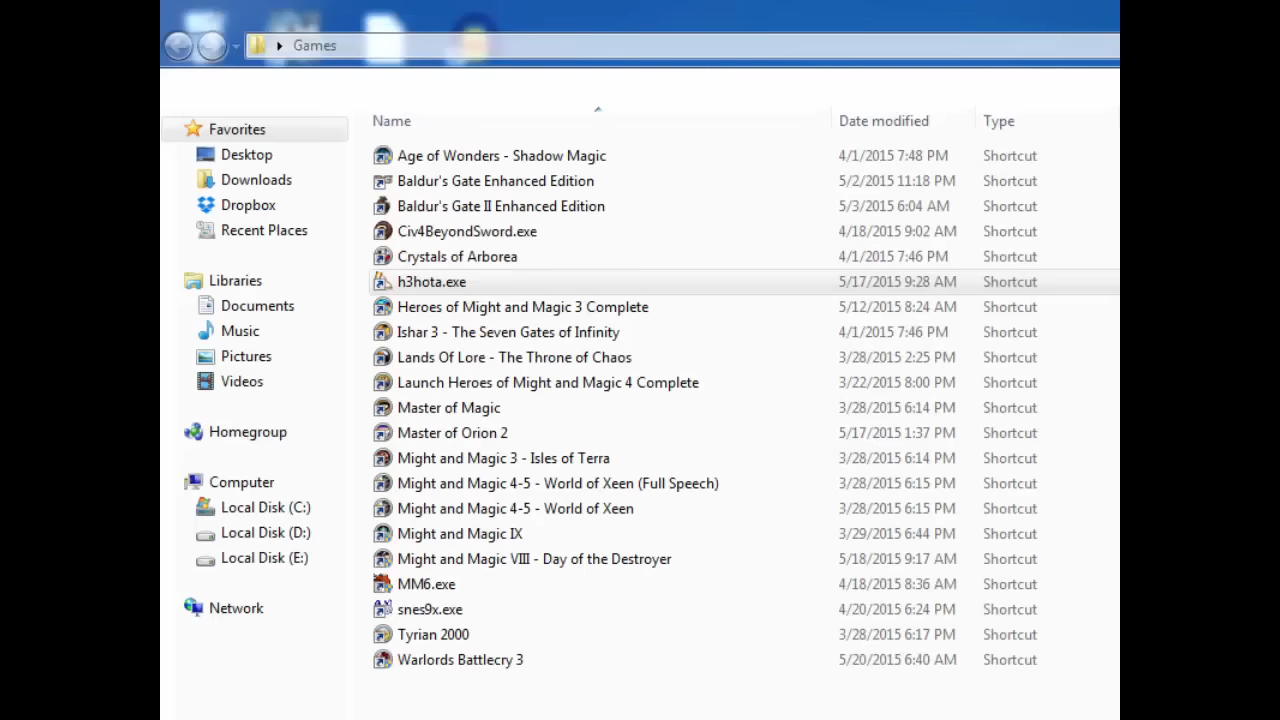 Games
Favorites
Desktop
Downloads
Dropbox
Recent Places
Libraries
Documents
Music
Pictures
Videos
Homegroup
Computer
Local Disk (C:)
Local Disk (D:)
Local Disk (E:)
Network
Name Date modified Type
Age of Wonders - Shadow Magic 4/1/2015 7:48 PM Shortcut
Baldur's Gate Enhanced Edition 5/2/2015 11:18 PM Shortcut
Baldur's Gate II Enhanced Edition 5/3/2015 6:04 AM Shortcut
Civ4BeyondSword.exe 4/18/2015 9:02 AM Shortcut
Crystals of Arborea 4/1/2015 7:46 PM Shortcut
h3hota.exe 5/17/2015 9:28 AM Shortcut
Heroes of Might and Magic 3 Complete 5/12/2015 8:24 AM Shortcut
Ishar 3 - The Seven Gates of Infinity 4/1/2015 7:46 PM Shortcut
Lands Of Lore - The Throne of Chaos 3/28/2015 2:25 PM Shortcut
Launch Heroes of Might and Magic 4 Complete 3/22/2015 8:00 PM Shortcut
Master of Magic 3/28/2015 6:14 PM Shortcut
Master of Orion 2 5/17/2015 1:37 PM Shortcut
Might and Magic 3 - Isles of Terra 3/28/2015 6:14 PM Shortcut
Might and Magic 4-5 - World of Xeen (Full Speech) 3/28/2015 6:15 PM Shortcut
Might and Magic 4-5 - World of Xeen 3/28/2015 6:15 PM Shortcut
Might and Magic IX 3/29/2015 6:44 PM Shortcut
Might and Magic VIII - Day of the Destroyer 5/18/2015 9:17 AM Shortcut
MM6.exe 4/18/2015 8:36 AM Shortcut
snes9x.exe 4/20/2015 6:24 PM Shortcut
Tyrian 2000 3/28/2015 6:17 PM Shortcut
Warlords Battlecry 3 5/20/2015 6:40 AM Shortcut